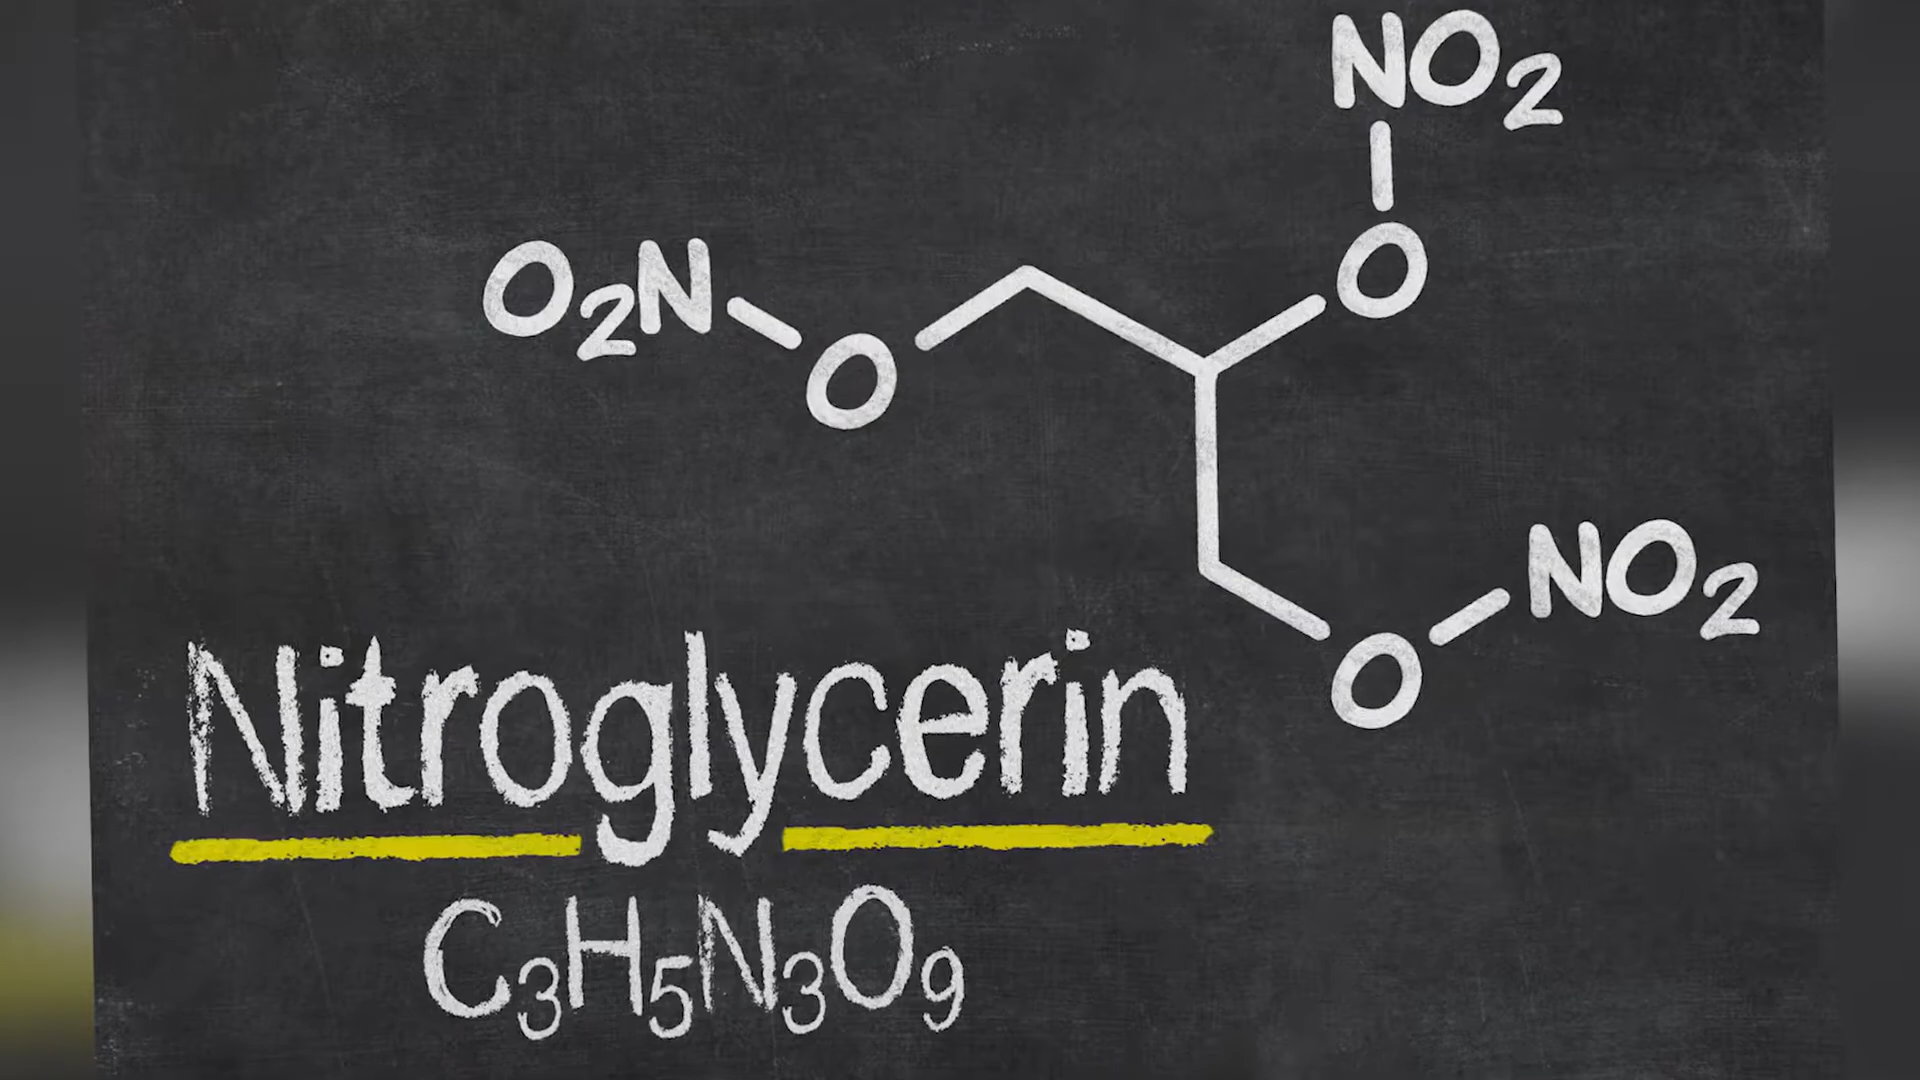 NO₂
O
O₂N
O
NO₂
O
Nitroglycerin
C₃H₅N₃O₉